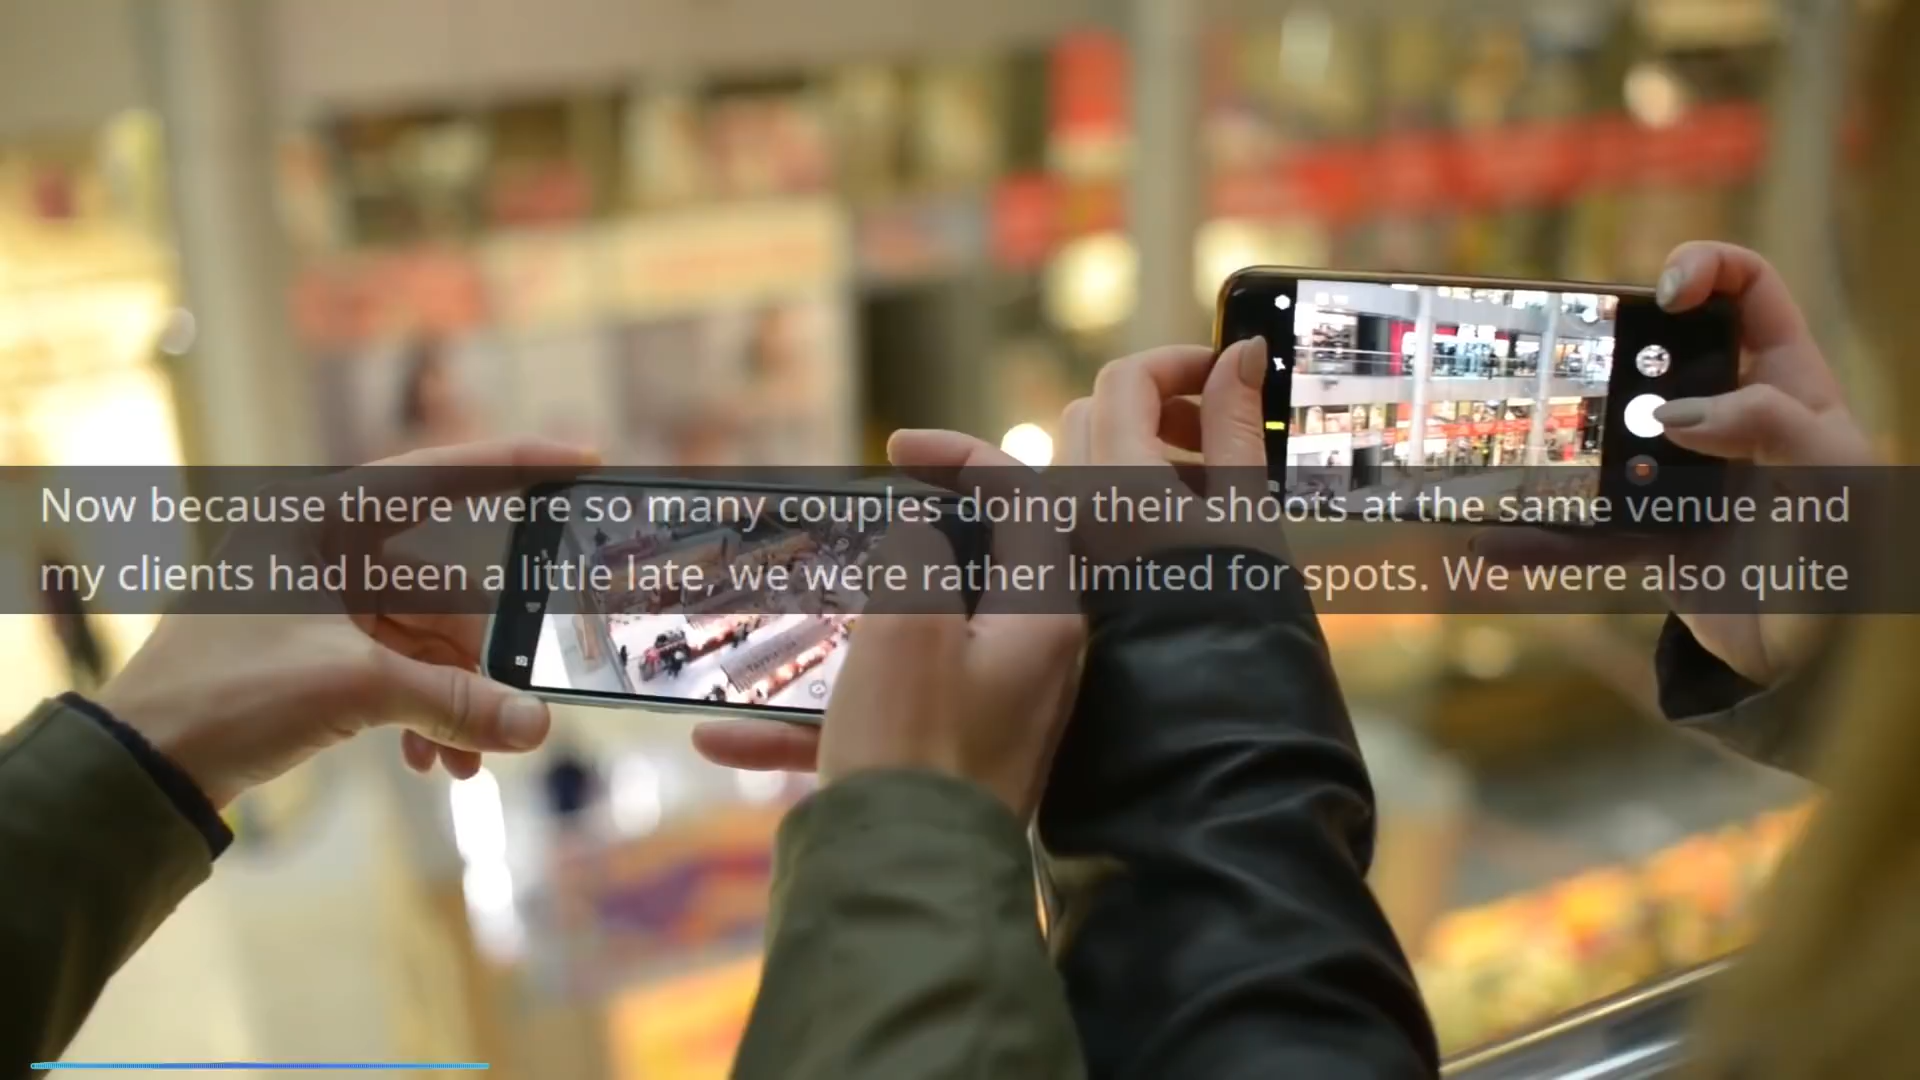 Now because there were so many couples doing their shoots at the same venue and
my clients had been a little late, we were rather limited for spots. We were also quite